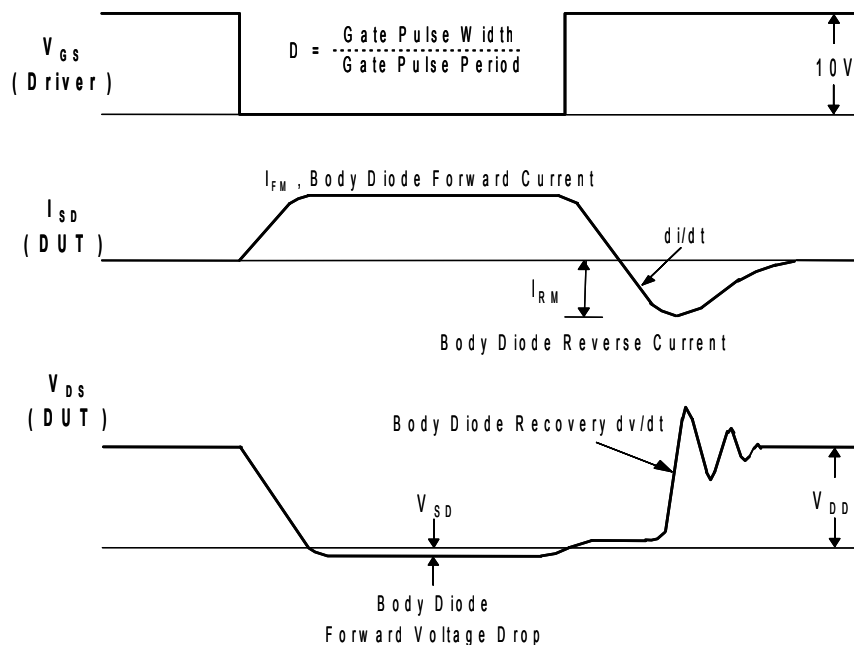 V_GS
(Driver)
D = Gate Pulse Width
Gate Pulse Period
10V
I_FM , Body Diode Forward Current
I_SD
(DUT)
di/dt
I_RM
Body Diode Reverse Current
V_DS
(DUT)
Body Diode Recovery dv/dt
V_SD
V_DD
Body Diode
Forward Voltage Drop